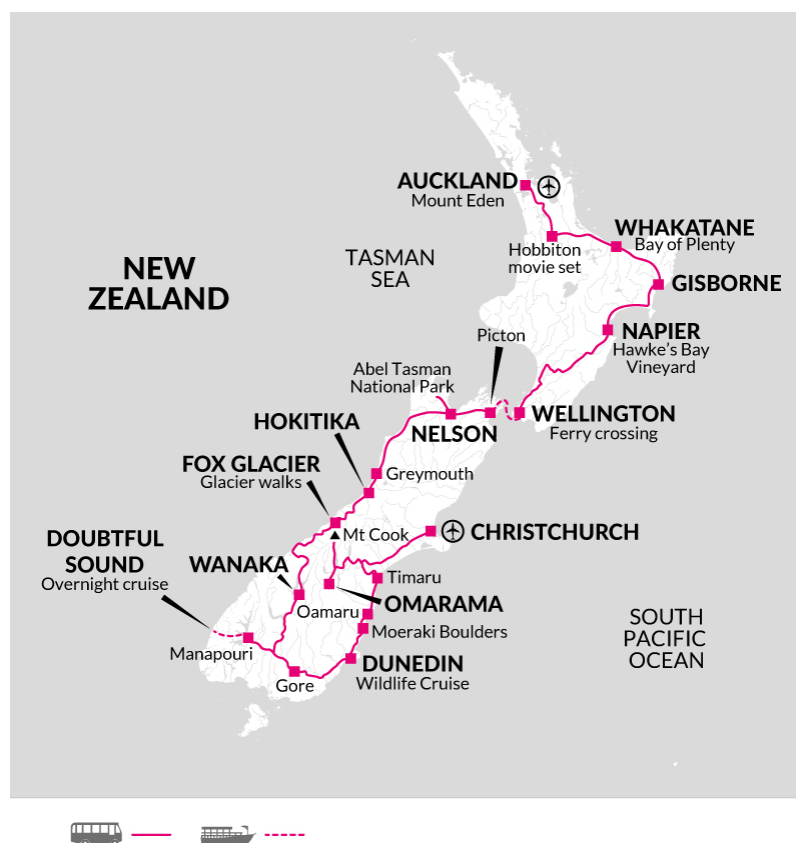 AUCKLAND
Mount Eden
WHAKATANE
Bay of Plenty
Hobbiton
movie set
TASMAN
SEA
NEW
ZEALAND
GISBORNE
NAPIER
Hawke's Bay
Vineyard
Picton
Abel Tasman
National Park
WELLINGTON
Ferry crossing
NELSON
HOKITIKA
FOX GLACIER
Glacier walks
Greymouth
Mt Cook
CHRISTCHURCH
DOUBTFUL
SOUND
Overnight cruise
WANAKA
Timaru
OMARAMA
Oamaru
Moeraki Boulders
SOUTH
PACIFIC
OCEAN
Manapouri
DUNEDIN
Wildlife Cruise
Gore